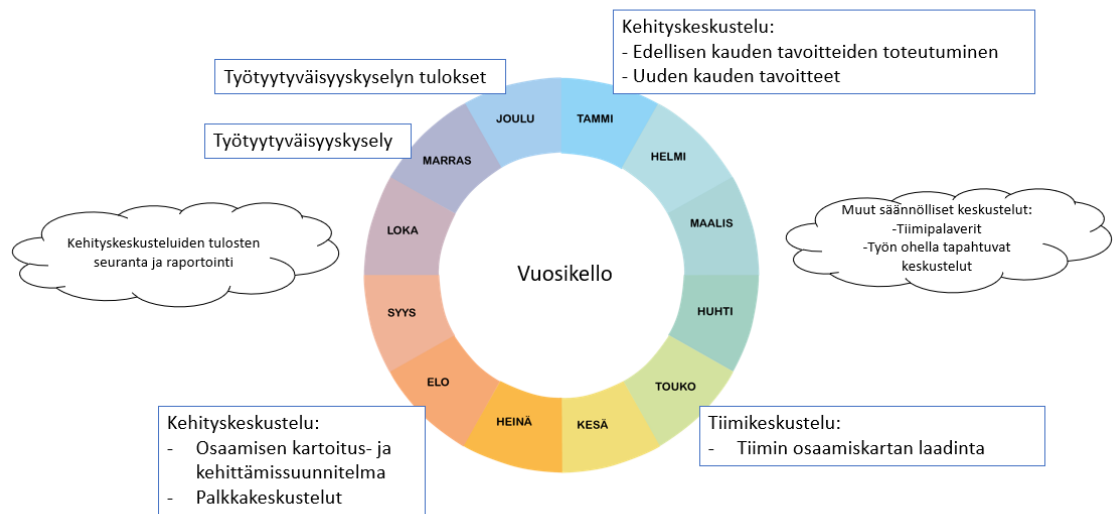 Kehityskeskustelu:
- Edellisen kauden tavoitteiden toteutuminen
- Uuden kauden tavoitteet
Työtyytyväisyyskyselyn tulokset
Työtyytyväisyyskysely
JOULU
TAMMI
HELMI
MAALIS
HUHTI
TOUKO
KESÄ
HEINÄ
ELO
SYYS
LOKA
MARRAS
Vuosikello
Kehityskeskusteluiden tulosten
seuranta ja raportointi
Muut säännölliset keskustelut:
-Tiimipalaverit
-Työn ohella tapahtuvat
keskustelut
Kehityskeskustelu:
- Osaamisen kartoitus- ja
kehittämissuunnitelma
- Palkkakeskustelut
Tiimikeskustelu:
- Tiimin osaamiskartan laadinta